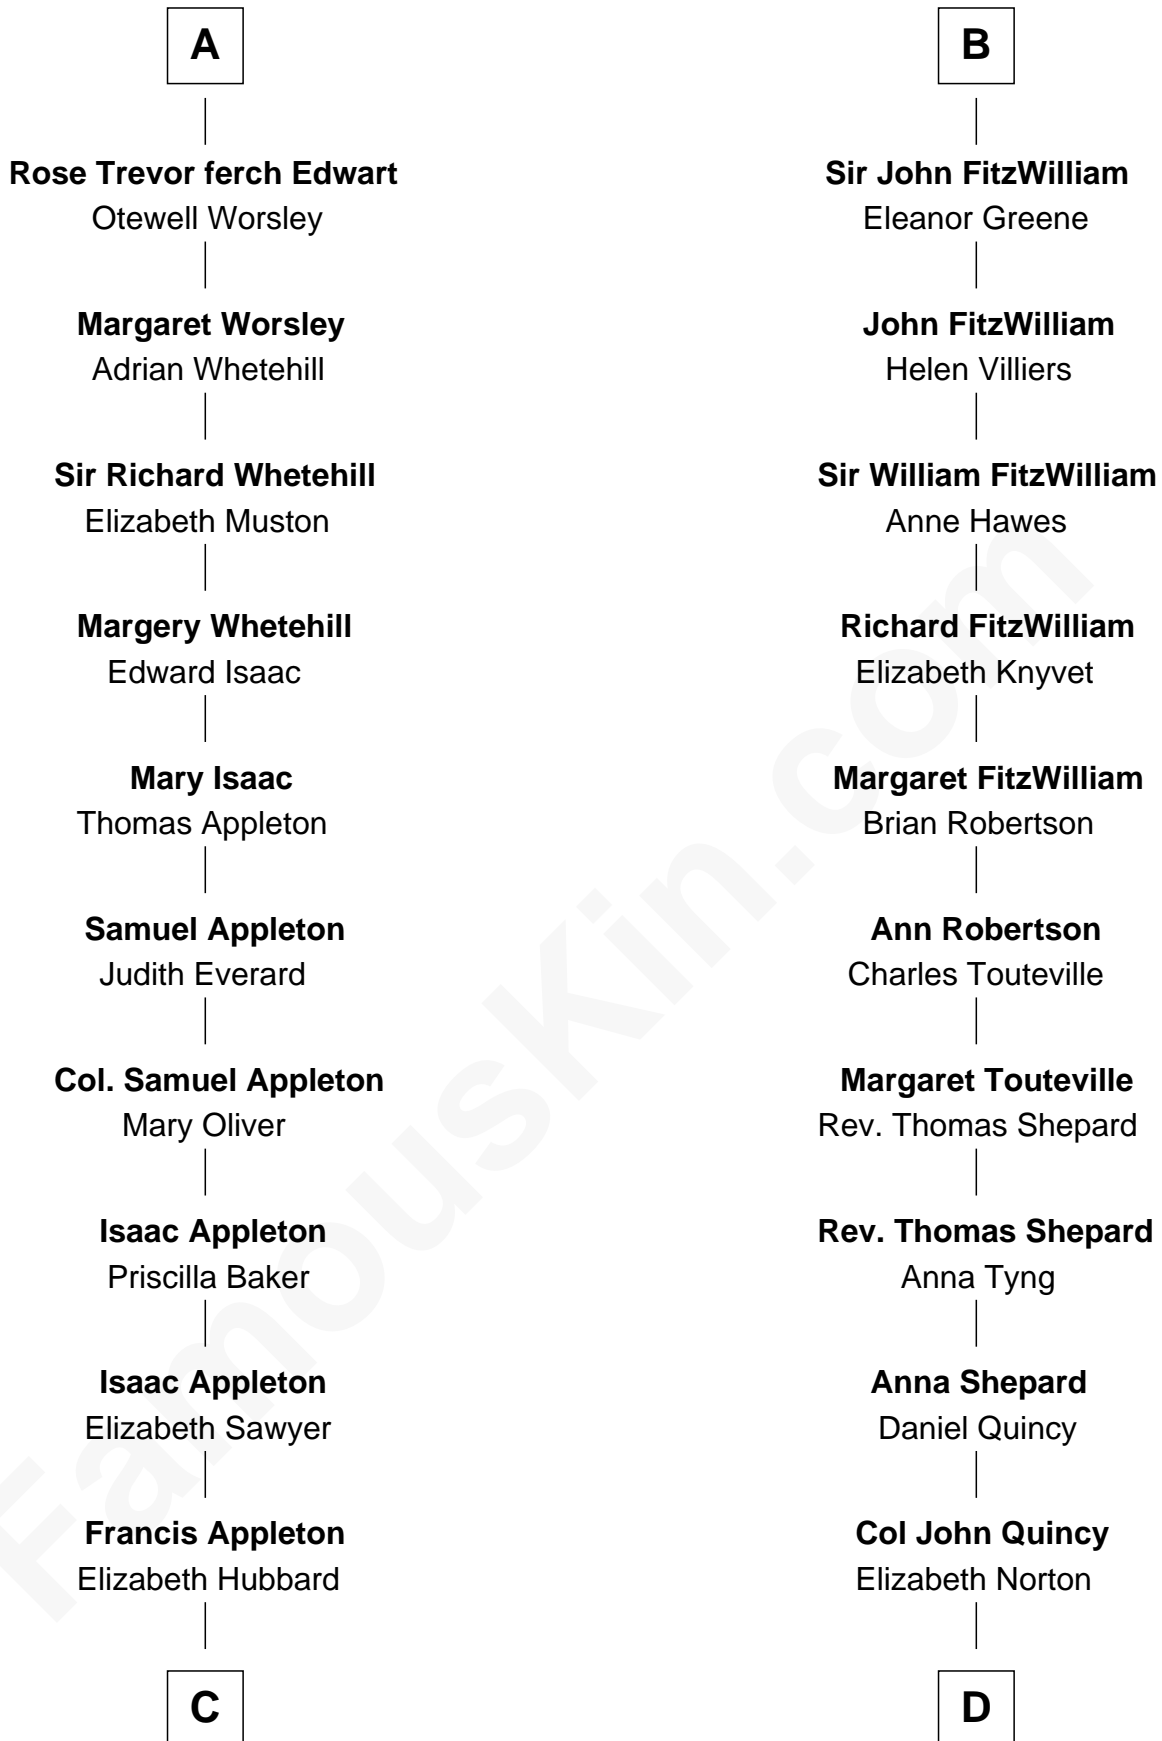 A
Rose Trevor ferch Edwart
Otewell Worsley
Margaret Worsley
Adrian Whetehill
Sir Richard Whetehill
Elizabeth Muston
Margery Whetehill
Edward Isaac
Mary Isaac
Thomas Appleton
Samuel Appleton
Judith Everard
Col. Samuel Appleton
Mary Oliver
Isaac Appleton
Priscilla Baker
Isaac Appleton
Elizabeth Sawyer
Francis Appleton
Elizabeth Hubbard
C
B
Sir John FitzWilliam
Eleanor Greene
John FitzWilliam
Helen Villiers
Sir William FitzWilliam
Anne Hawes
Richard FitzWilliam
Elizabeth Knyvet
Margaret FitzWilliam
Brian Robertson
Ann Robertson
Charles Touteville
Margaret Touteville
Rev. Thomas Shepard
Rev. Thomas Shepard
Anna Tyng
Anna Shepard
Daniel Quincy
Col John Quincy
Elizabeth Norton
D
FamousKin.com